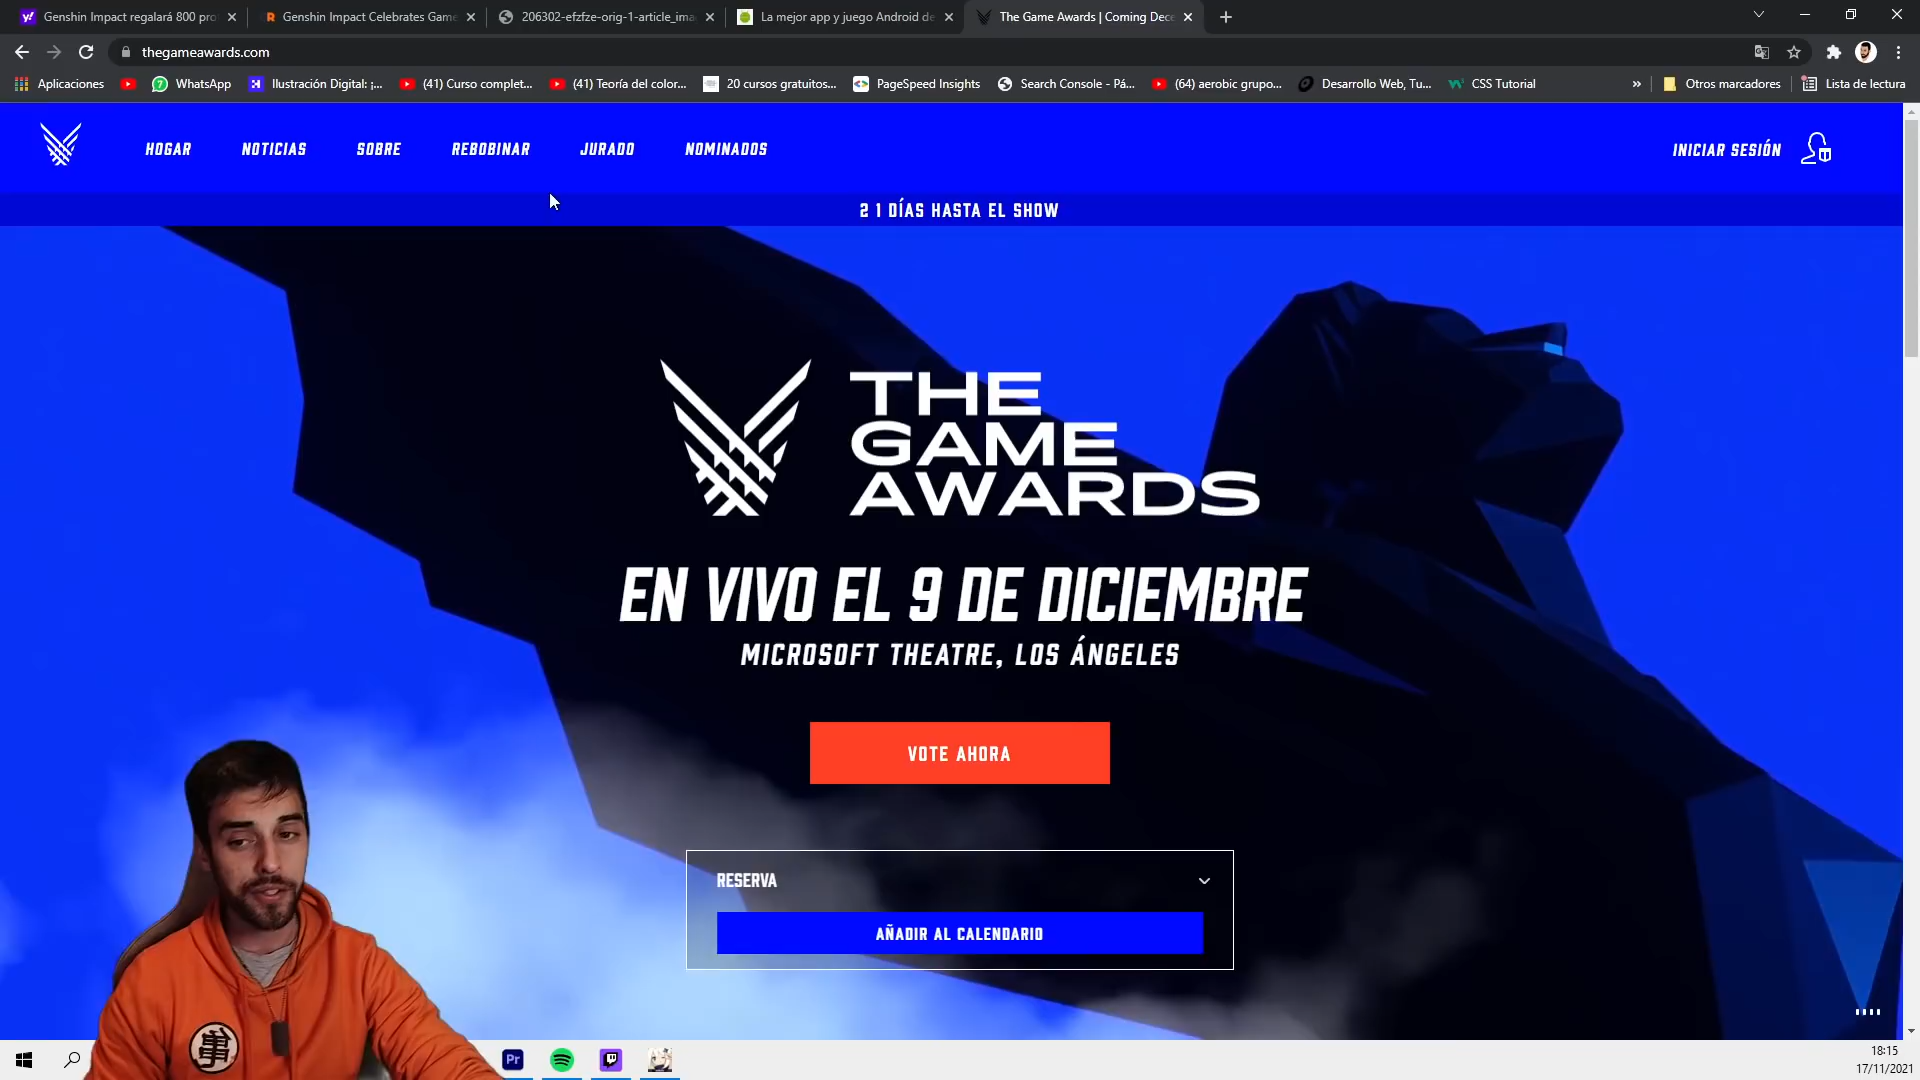 Genshin Impact regalará 800 pro
Genshin Impact Celebrates Game
206302-efzfze-orig-1-article_ima
La mejor app y juego Android de
The Game Awards | Coming Dece
thegameawards.com
Aplicaciones
WhatsApp
Ilustración Digital: ¡...
(41) Curso complet...
(41) Teoría del color...
20 cursos gratuitos...
PageSpeed Insights
Search Console - Pá...
(64) aerobic grupo...
Desarrollo Web, Tu...
CSS Tutorial
»
Otros marcadores
Lista de lectura
HOGAR
NOTICIAS
SOBRE
REBOBINAR
JURADO
NOMINADOS
INICIAR SESIÓN
2 1 DÍAS HASTA EL SHOW
THE
GAME
AWARDS
EN VIVO EL 9 DE DICIEMBRE
MICROSOFT THEATRE, LOS ÁNGELES
VOTE AHORA
RESERVA
AÑADIR AL CALENDARIO
Pr
18:15
17/11/2021